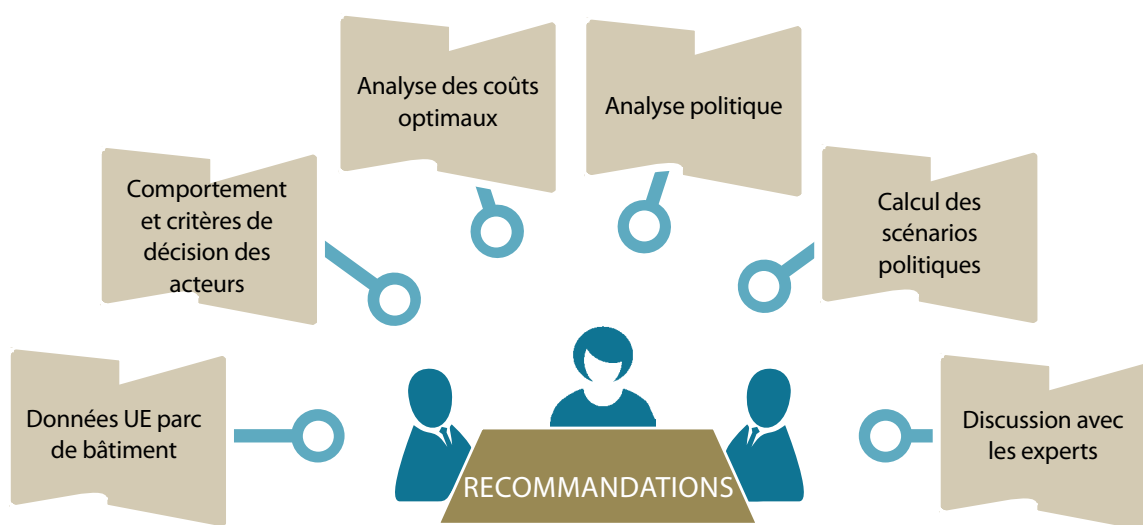 Analyse des coûts
optimaux
Analyse politique
Comportement
et critères de
décision des
acteurs
Calcul des
scénarios
politiques
Données UE parc
de bâtiment
Discussion avec
les experts
RECOMMANDATIONS